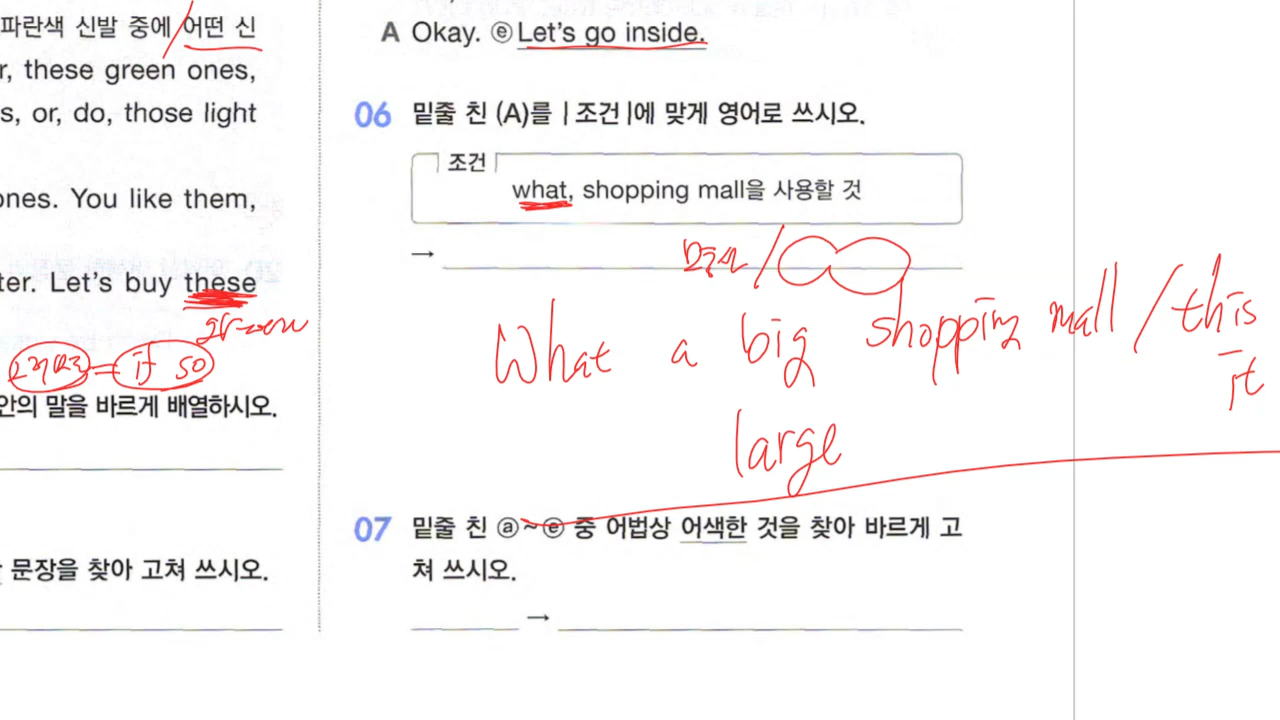 파란색 신발 중에 / 어떤 신
r, these green ones,
s, or, do, those light
ones. You like them,
ter. Let's buy these
green
= if so
안의 말을 바르게 배열하시오.
문장을 찾아 고쳐 쓰시오.
A Okay. ⓔLet's go inside.
06 밑줄 친 (A)를 |조건|에 맞게 영어로 쓰시오.
조건
what, shopping mall을 사용할 것
→
What a big shopping mall / this
it
large
07 밑줄 친 ⓐ~ⓔ 중 어법상 어색한 것을 찾아 바르게 고
쳐 쓰시오.
→